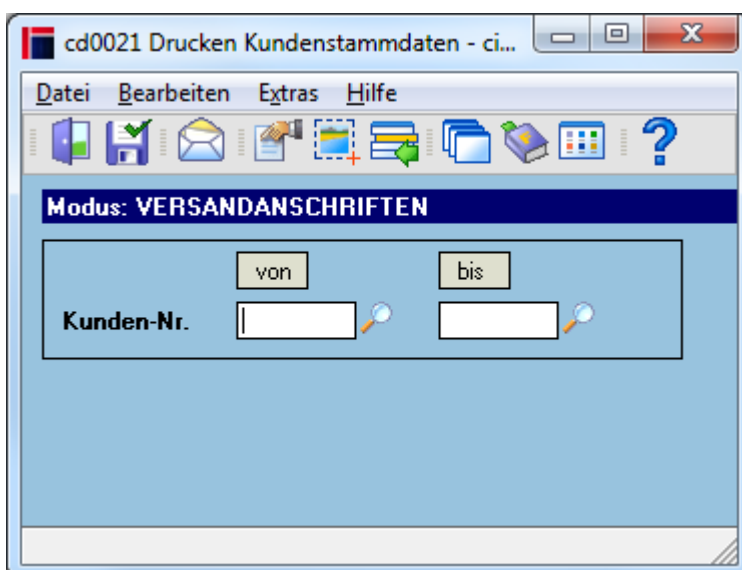 cd0021 Drucken Kundenstammdaten - ci...
Datei Bearbeiten Extras Hilfe
Modus: VERSANDANSCHRIFTEN
von bis
Kunden-Nr.